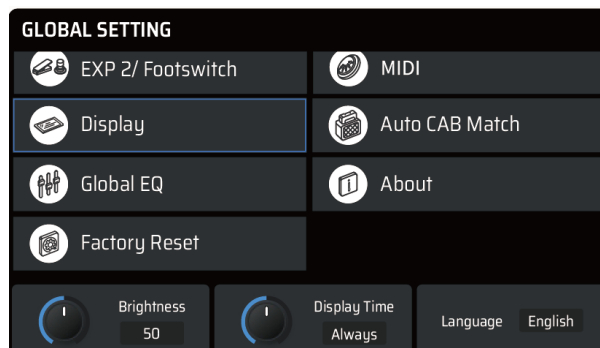 GLOBAL SETTING
EXP 2/ Footswitch
MIDI
Display
Auto CAB Match
Global EQ
About
Factory Reset
Brightness
50
Display Time
Always
Language English